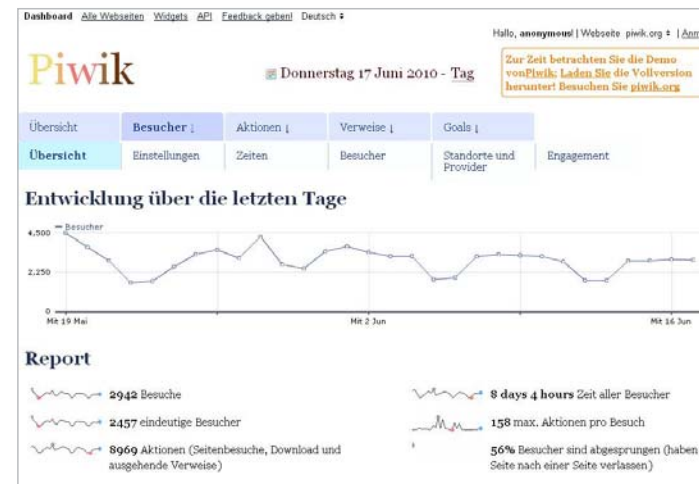 Dashboard Alle Webseiten Widgets API Feedback geben! Deutsch
Hallo, anonymous! | Webseite piwik.org |
Piwik
Donnerstag 17 Juni 2010 - Tag
Zur Zeit betrachten Sie die Demo
vonPiwik; Laden Sie die Vollversion
herunter! Besuchen Sie piwik.org
Übersicht Besucher ↓ Aktionen ↓ Verweise ↓ Goals ↓
Übersicht Einstellungen Zeiten Besucher Standorte und Provider Engagement
Entwicklung über die letzten Tage
Besucher
4,500
2,250
0
Mit 19 Mai Mit 2 Jun Mit 16 Jun
Report
2942 Besuche
2457 eindeutige Besucher
8969 Aktionen (Seitenbesuche, Download und
ausgehende Verweise)
8 days 4 hours Zeit aller Besucher
158 max. Aktionen pro Besuch
56% Besucher sind abgesprungen (haben
Seite nach einer Seite verlassen)